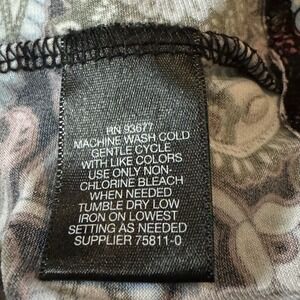 RN 93677
MACHINE WASH COLD
GENTLE CYCLE
WITH LIKE COLORS
USE ONLY NON-
CHLORINE BLEACH
WHEN NEEDED
TUMBLE DRY LOW
IRON ON LOWEST
SETTING AS NEEDED
SUPPLIER 75811-0